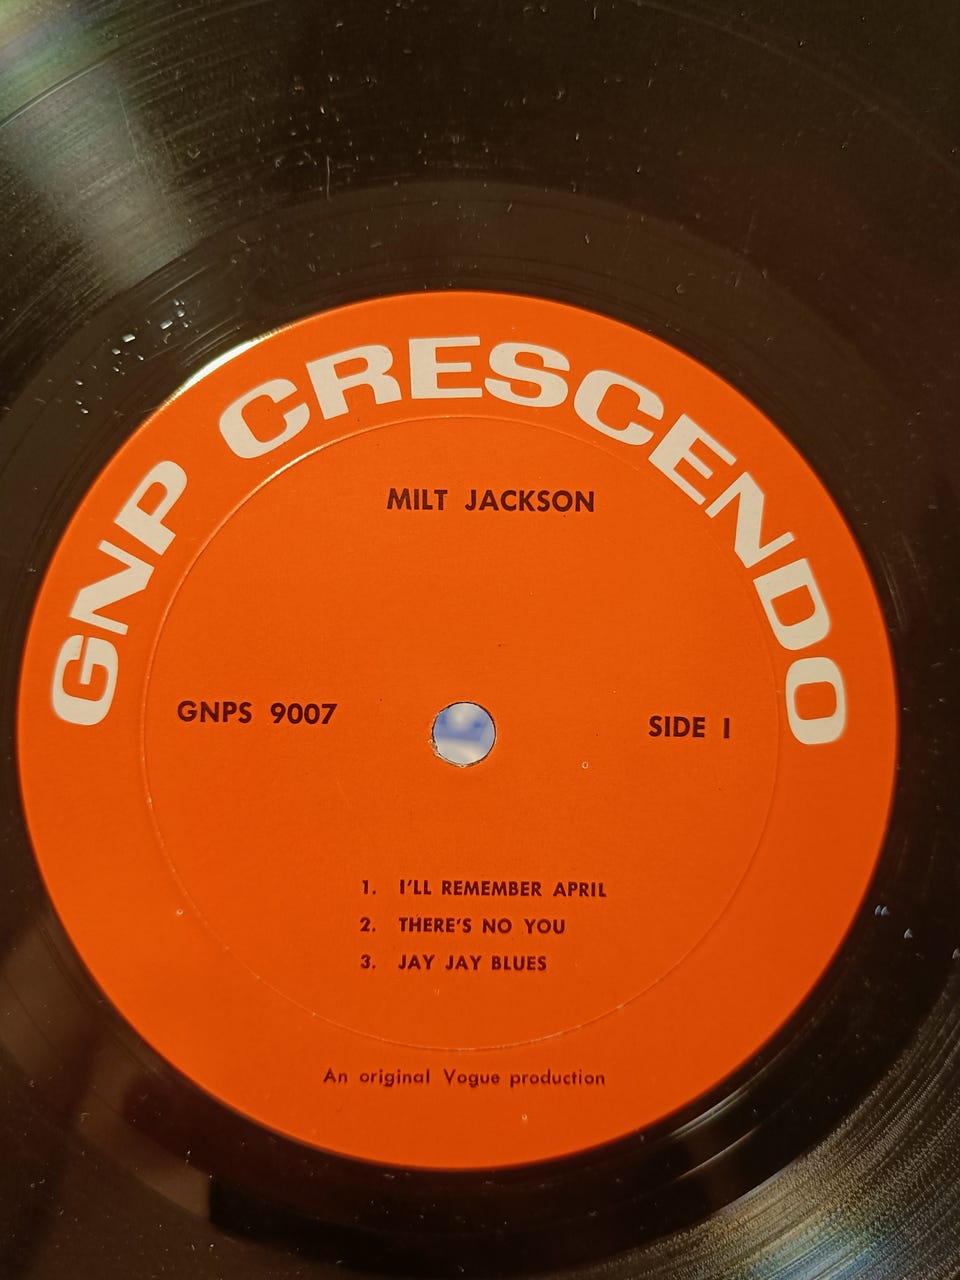 GNP CRESCENDO
MILT JACKSON
GNPS 9007
SIDE 1
1. I'LL REMEMBER APRIL
2. THERE'S NO YOU
3. JAY JAY BLUES
An original Vogue production